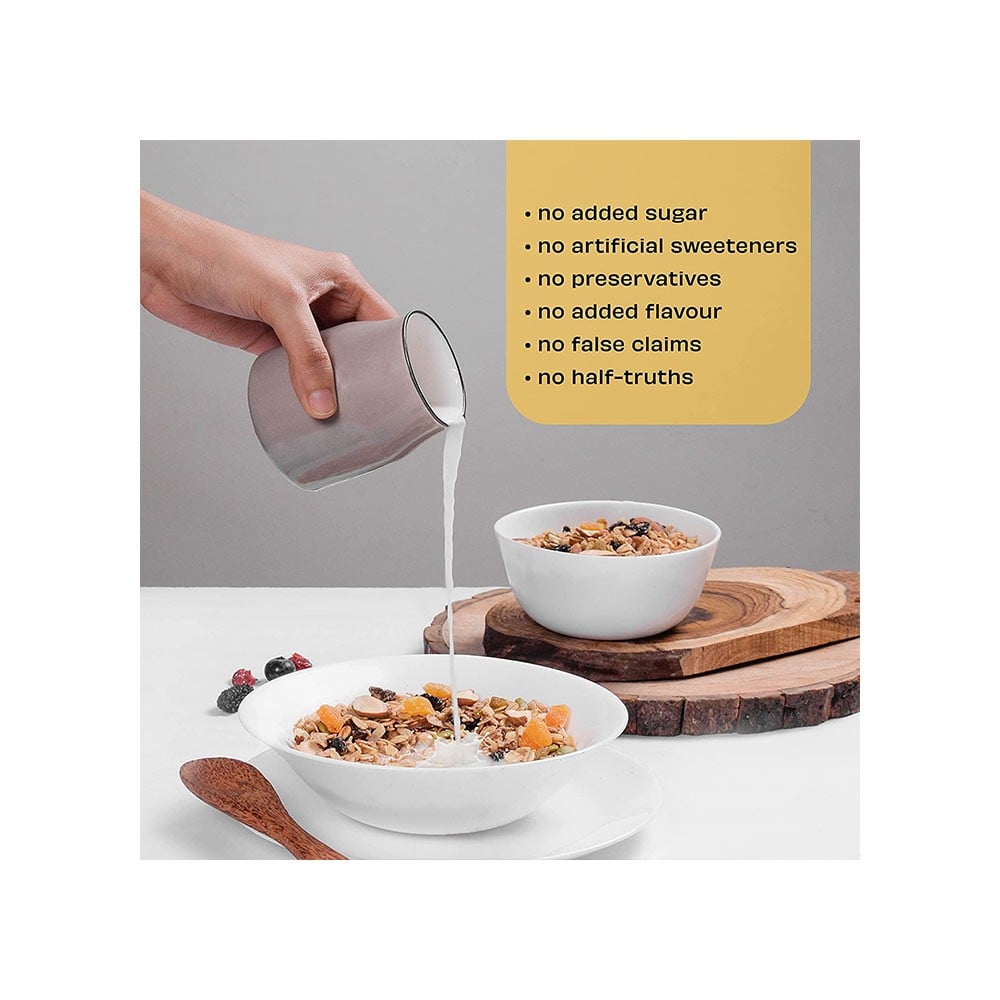 • no added sugar
• no artificial sweeteners
• no preservatives
• no added flavour
• no false claims
• no half-truths